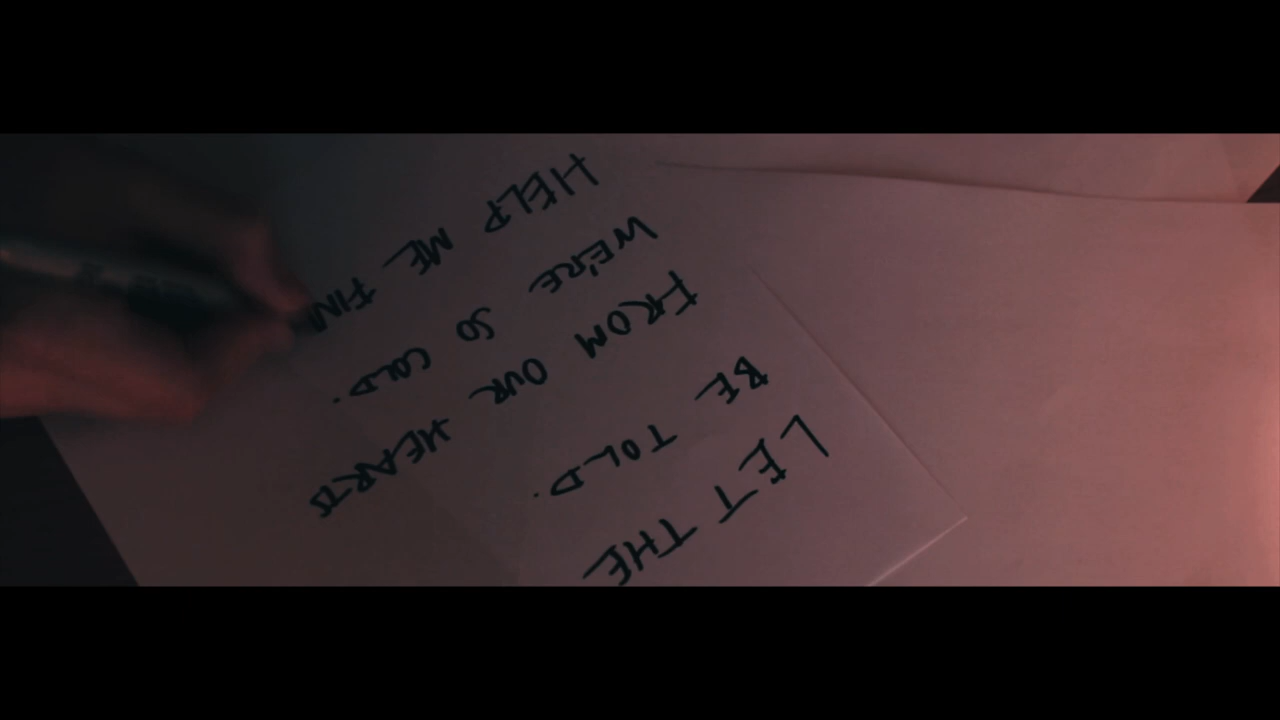 LET THE
BE TOLD.
FROM OUR HEARTS
WE'RE SO COLD.
HELP ME FIN